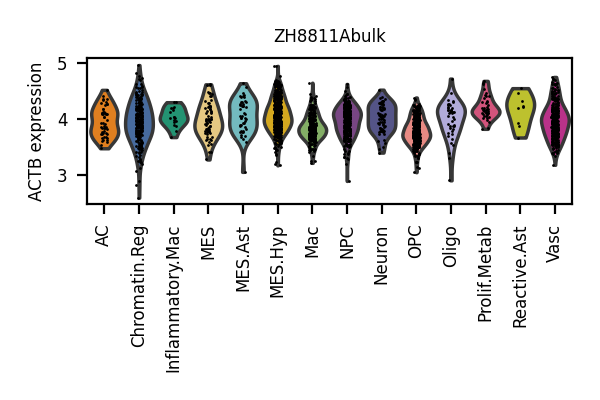 ZH8811Abulk
ACTB expression
5
4
3
AC
Chromatin.Reg
Inflammatory.Mac
MES
MES.Ast
MES.Hyp
Mac
NPC
Neuron
OPC
Oligo
Prolif.Metab
Reactive.Ast
Vasc